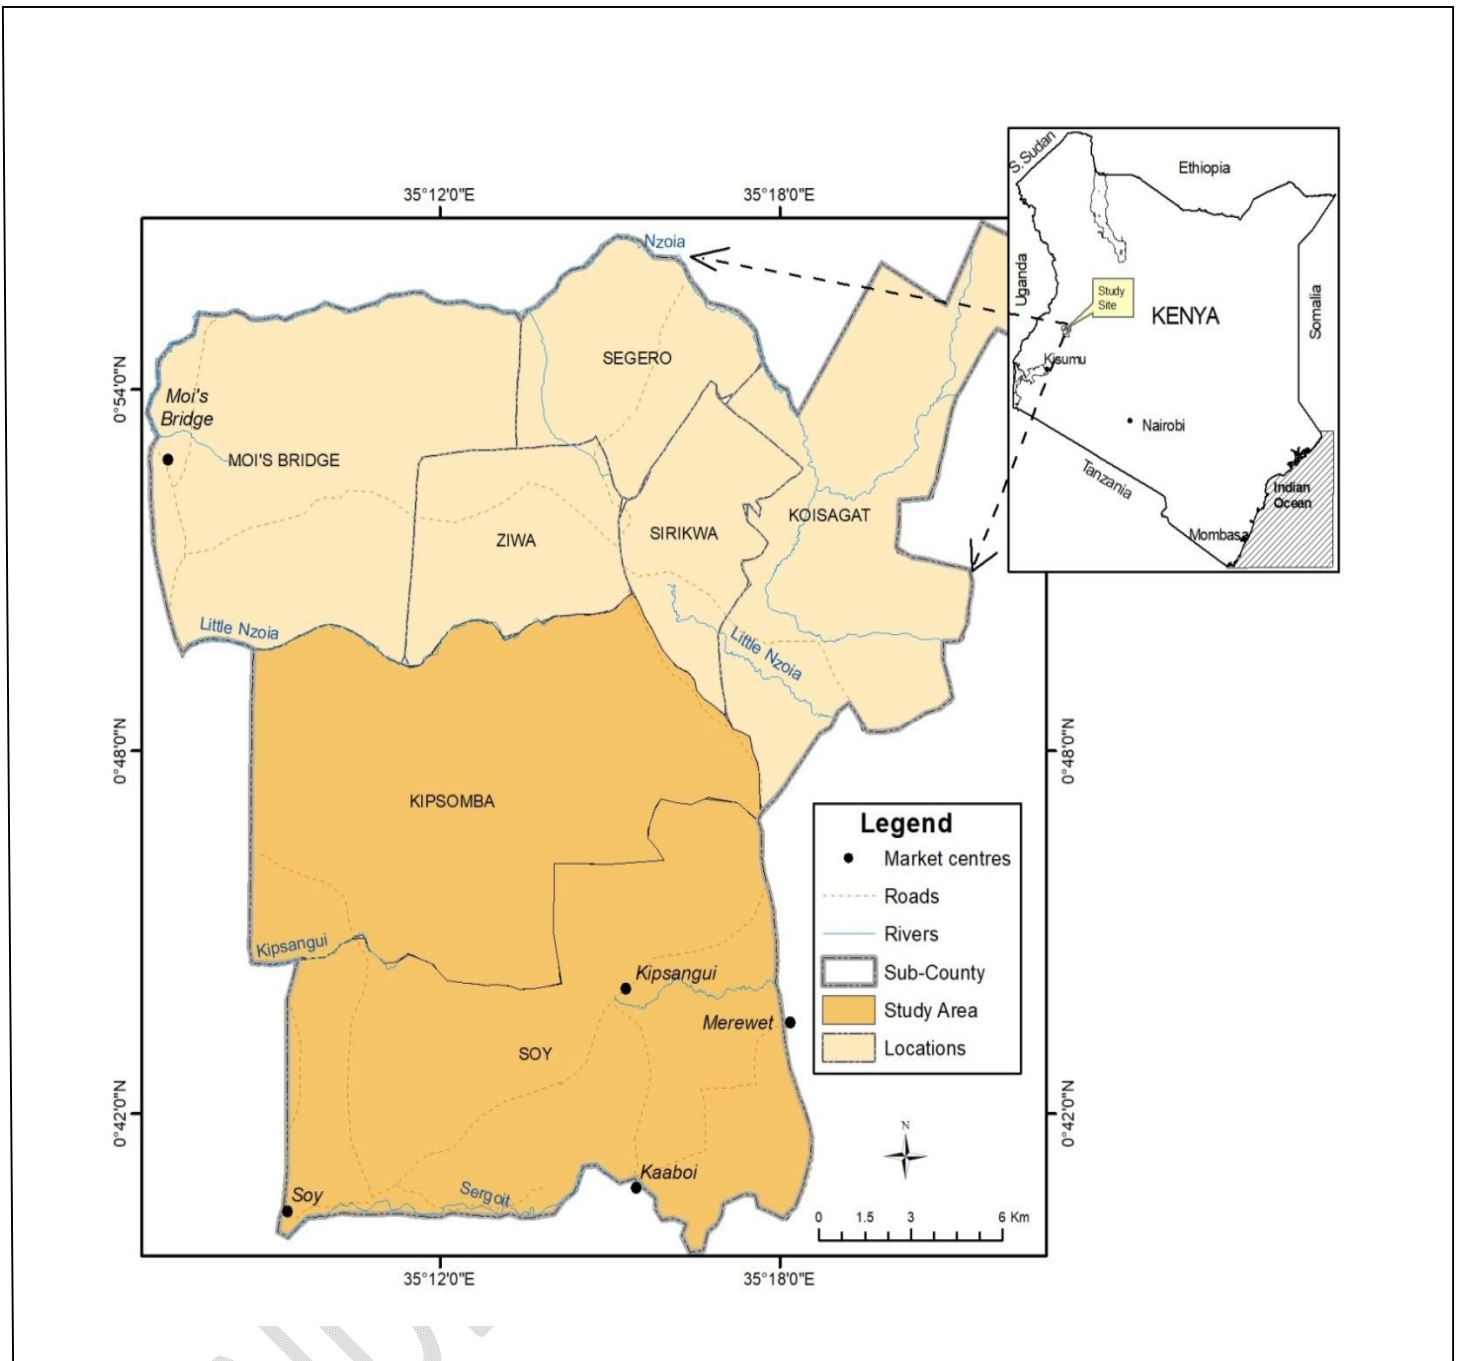 35°12'0"E
35°18'0"E
S. Sudan
Ethiopia
Uganda
Study
Site
KENYA
Somalia
Kisumu
Nairobi
Tanzania
Indian
Ocean
Mombasa
Nzoia
SEGERO
0°54'0"N
Moi's
Bridge
MOI'S BRIDGE
ZIWA
SIRIKWA
KOISAGAT
Little Nzoia
Little Nzoia
0°48'0"N
0°48'0"N
KIPSOMBA
Legend
Market centres
Roads
Rivers
Sub-County
Study Area
Locations
Kipsangui
Kipsangui
Merewet
SOY
0°42'0"N
0°42'0"N
N
Kaaboi
Soy
Sergoit
0 1.5 3 6 Km
35°12'0"E
35°18'0"E